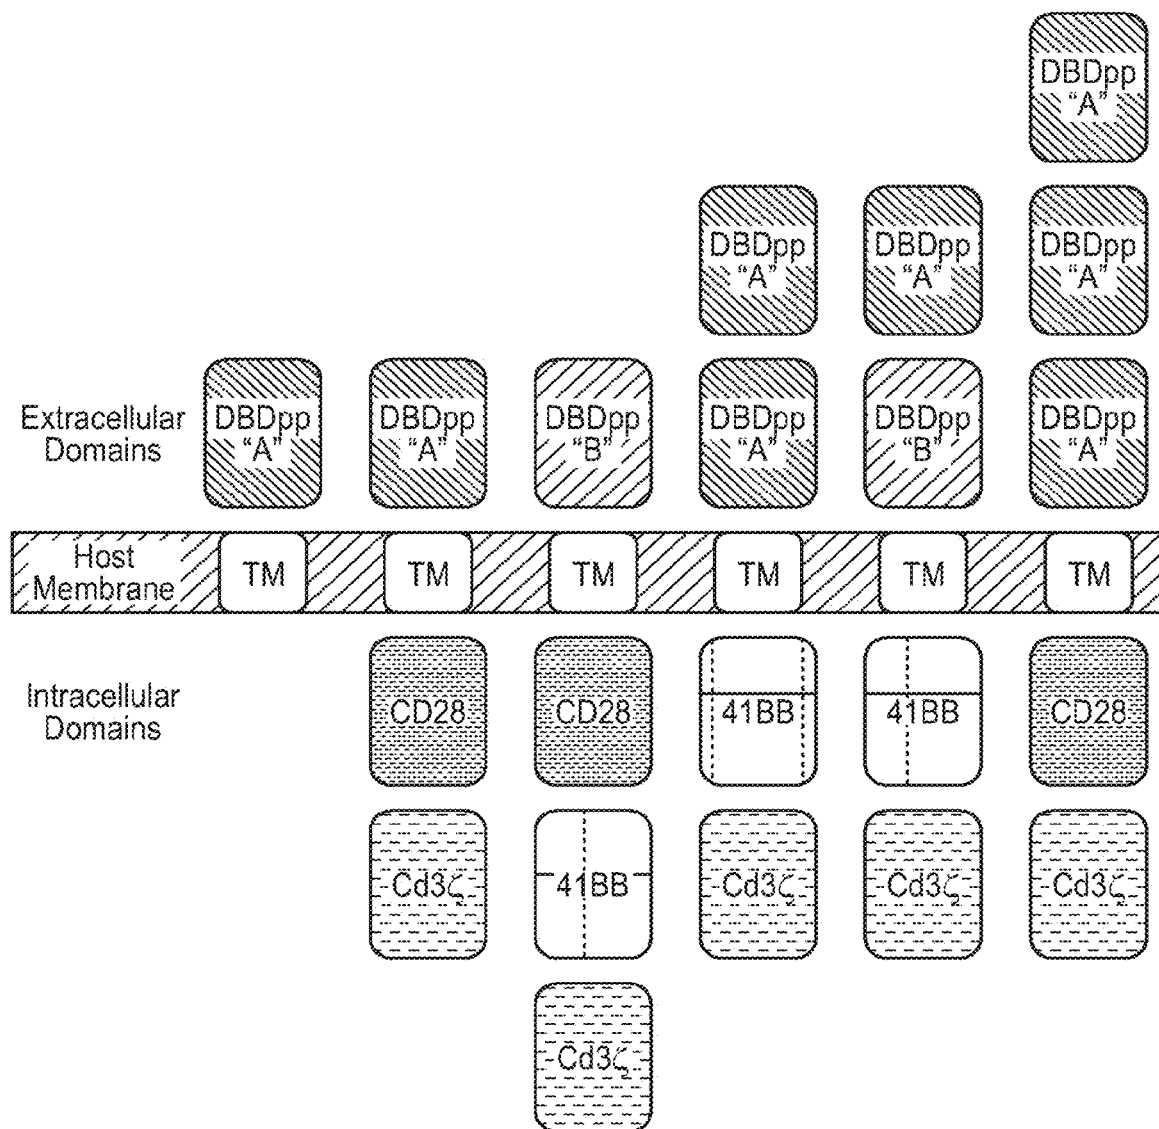 DBDpp
"A"
DBDpp
"A"
DBDpp
"A"
DBDpp
"A"
Extracellular
Domains
DBDpp
"A"
DBDpp
"A"
DBDpp
"B"
DBDpp
"A"
DBDpp
"B"
DBDpp
"A"
Host
Membrane
TM
TM
TM
TM
TM
TM
Intracellular
Domains
CD28
CD28
41BB
41BB
CD28
Cd3ζ
41BB
Cd3ζ
Cd3ζ
Cd3ζ
Cd3ζ